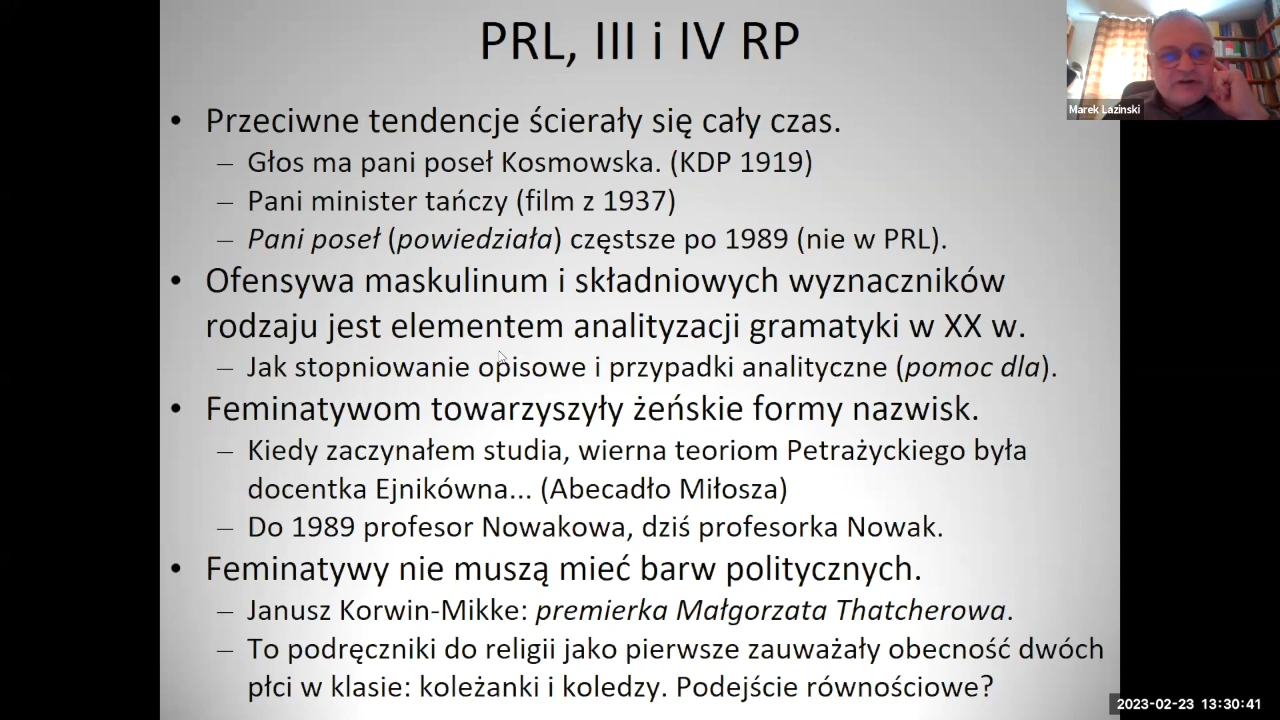 PRL, III i IV RP
Marek Lazinski
• Przeciwne tendencje ścierały się cały czas.
– Głos ma pani poseł Kosmowska. (KDP 1919)
– Pani minister tańczy (film z 1937)
– Pani poseł (powiedziała) częstsze po 1989 (nie w PRL).
• Ofensywa maskulinum i składniowych wyznaczników
rodzaju jest elementem analityzacji gramatyki w XX w.
– Jak stopniowanie opisowe i przypadki analityczne (pomoc dla).
• Feminatywom towarzyszyły żeńskie formy nazwisk.
– Kiedy zaczynałem studia, wierna teoriom Petrażyckiego była
docentka Ejnikówna... (Abecadło Miłosza)
– Do 1989 profesor Nowakowa, dziś profesorka Nowak.
• Feminatywy nie muszą mieć barw politycznych.
– Janusz Korwin-Mikke: premierka Małgorzata Thatcherowa.
– To podręczniki do religii jako pierwsze zauważały obecność dwóch
płci w klasie: koleżanki i koledzy. Podejście równościowe?
2023-02-23 13:30:41